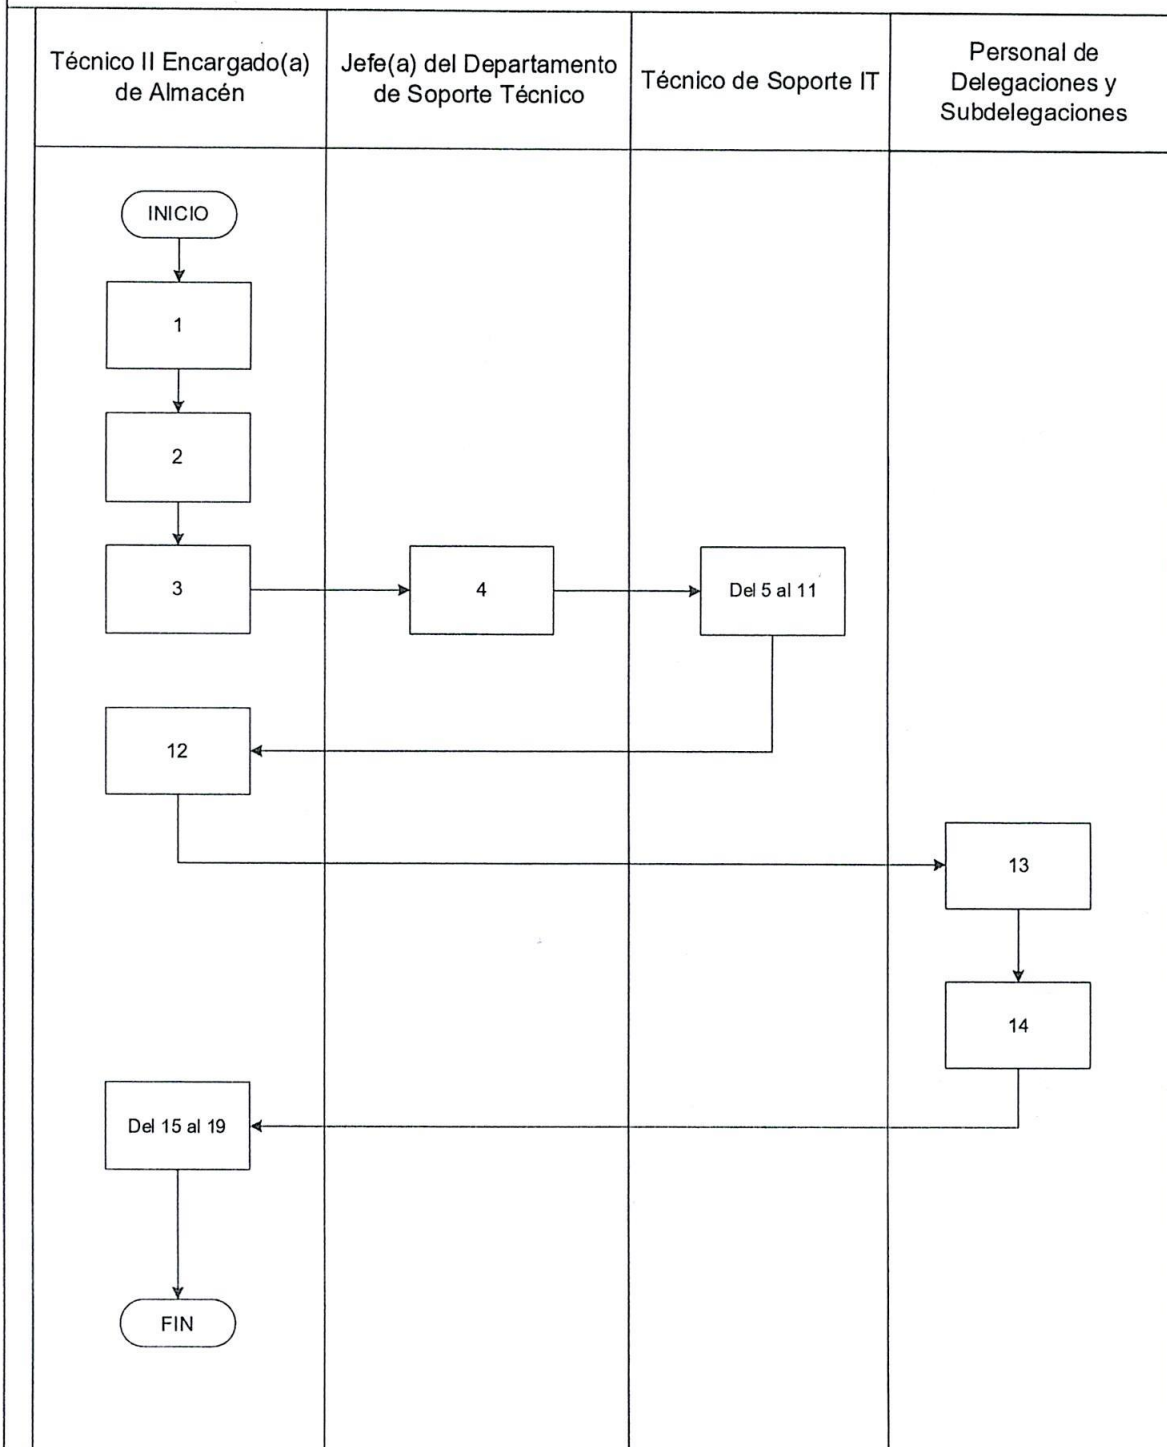 Técnico II Encargado(a)
de Almacén
Jefe(a) del Departamento
de Soporte Técnico
Técnico de Soporte IT
Personal de
Delegaciones y
Subdelegaciones
INICIO
1
2
3
4
Del 5 al 11
12
13
14
Del 15 al 19
FIN